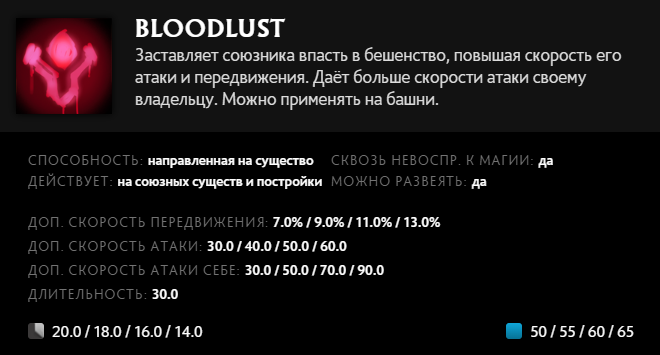 BLOODLUST
Заставляет союзника впасть в бешенство, повышая скорость его
атаки и передвижения. Даёт больше скорости атаки своему
владельцу. Можно применять на башни.
СПОСОБНОСТЬ: направленная на существо СКВОЗЬ НЕВОСПР. К МАГИИ: да
ДЕЙСТВУЕТ: на союзных существ и постройки МОЖНО РАЗВЕЯТЬ: да
ДОП. СКОРОСТЬ ПЕРЕДВИЖЕНИЯ: 7.0% / 9.0% / 11.0% / 13.0%
ДОП. СКОРОСТЬ АТАКИ: 30.0 / 40.0 / 50.0 / 60.0
ДОП. СКОРОСТЬ АТАКИ СЕБЕ: 30.0 / 50.0 / 70.0 / 90.0
ДЛИТЕЛЬНОСТЬ: 30.0
20.0 / 18.0 / 16.0 / 14.0 50 / 55 / 60 / 65